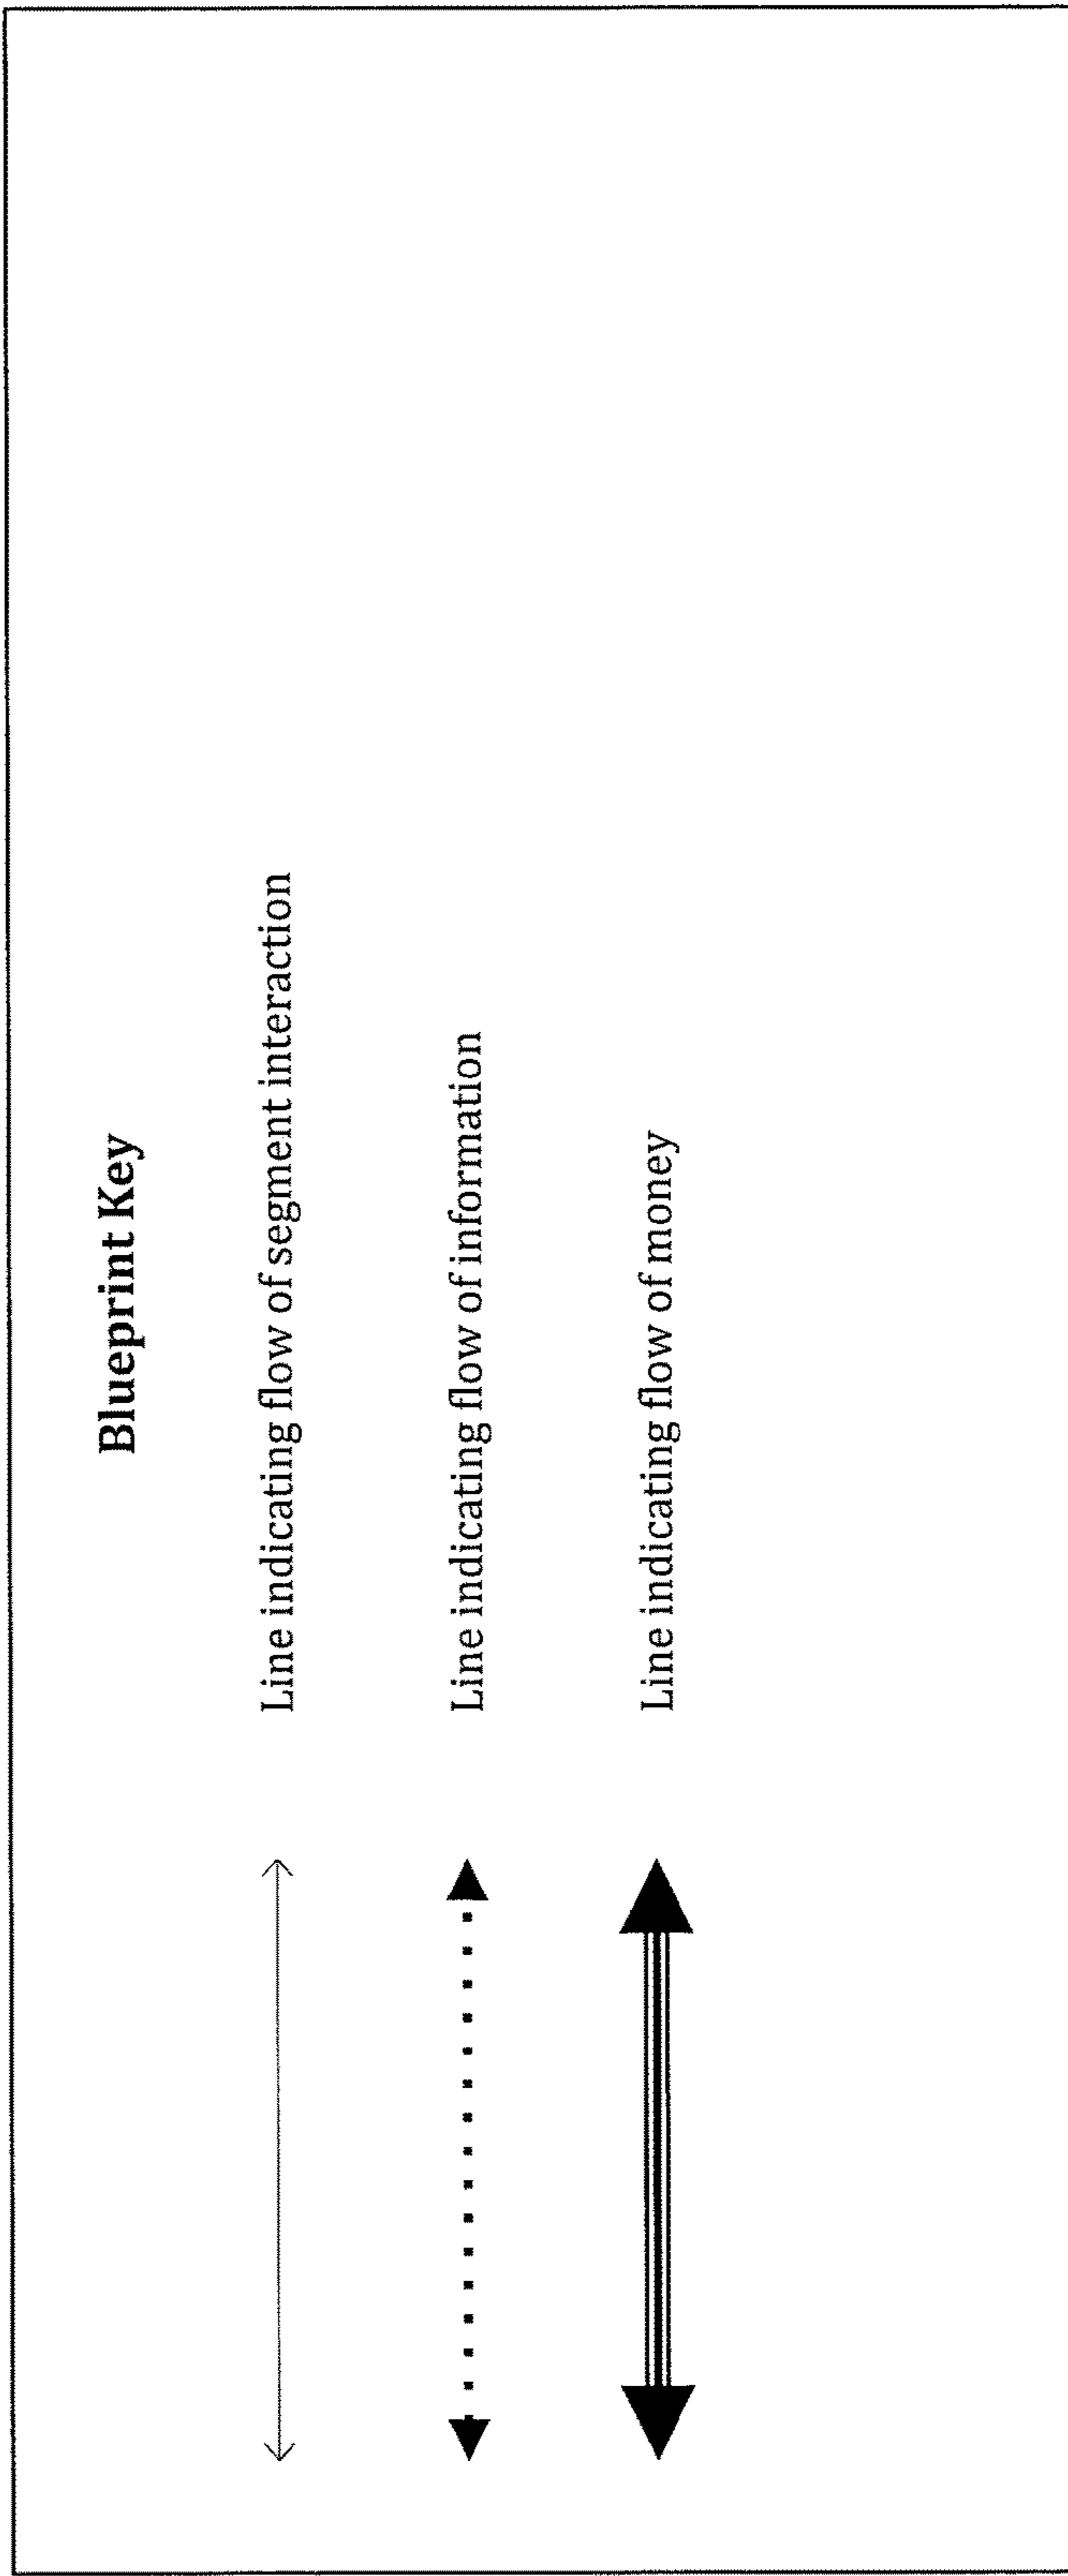 Blueprint Key
Line indicating flow of segment interaction
Line indicating flow of information
Line indicating flow of money